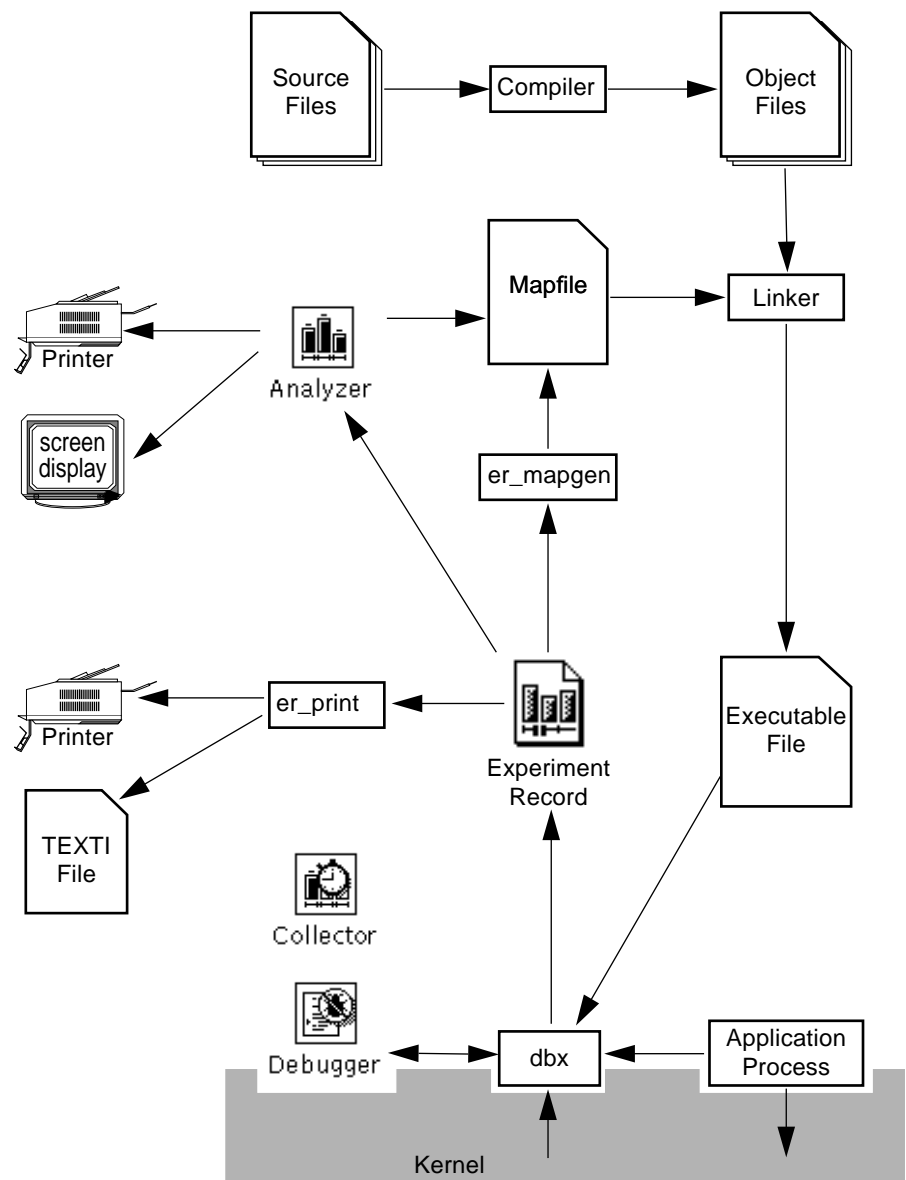 Source
Files
Compiler
Object
Files
Mapfile
Linker
Printer
Analyzer
screen
display
er_mapgen
er_print
Printer
Experiment
Record
Executable
File
TEXTI
File
Collector
Debugger
dbx
Application
Process
Kernel